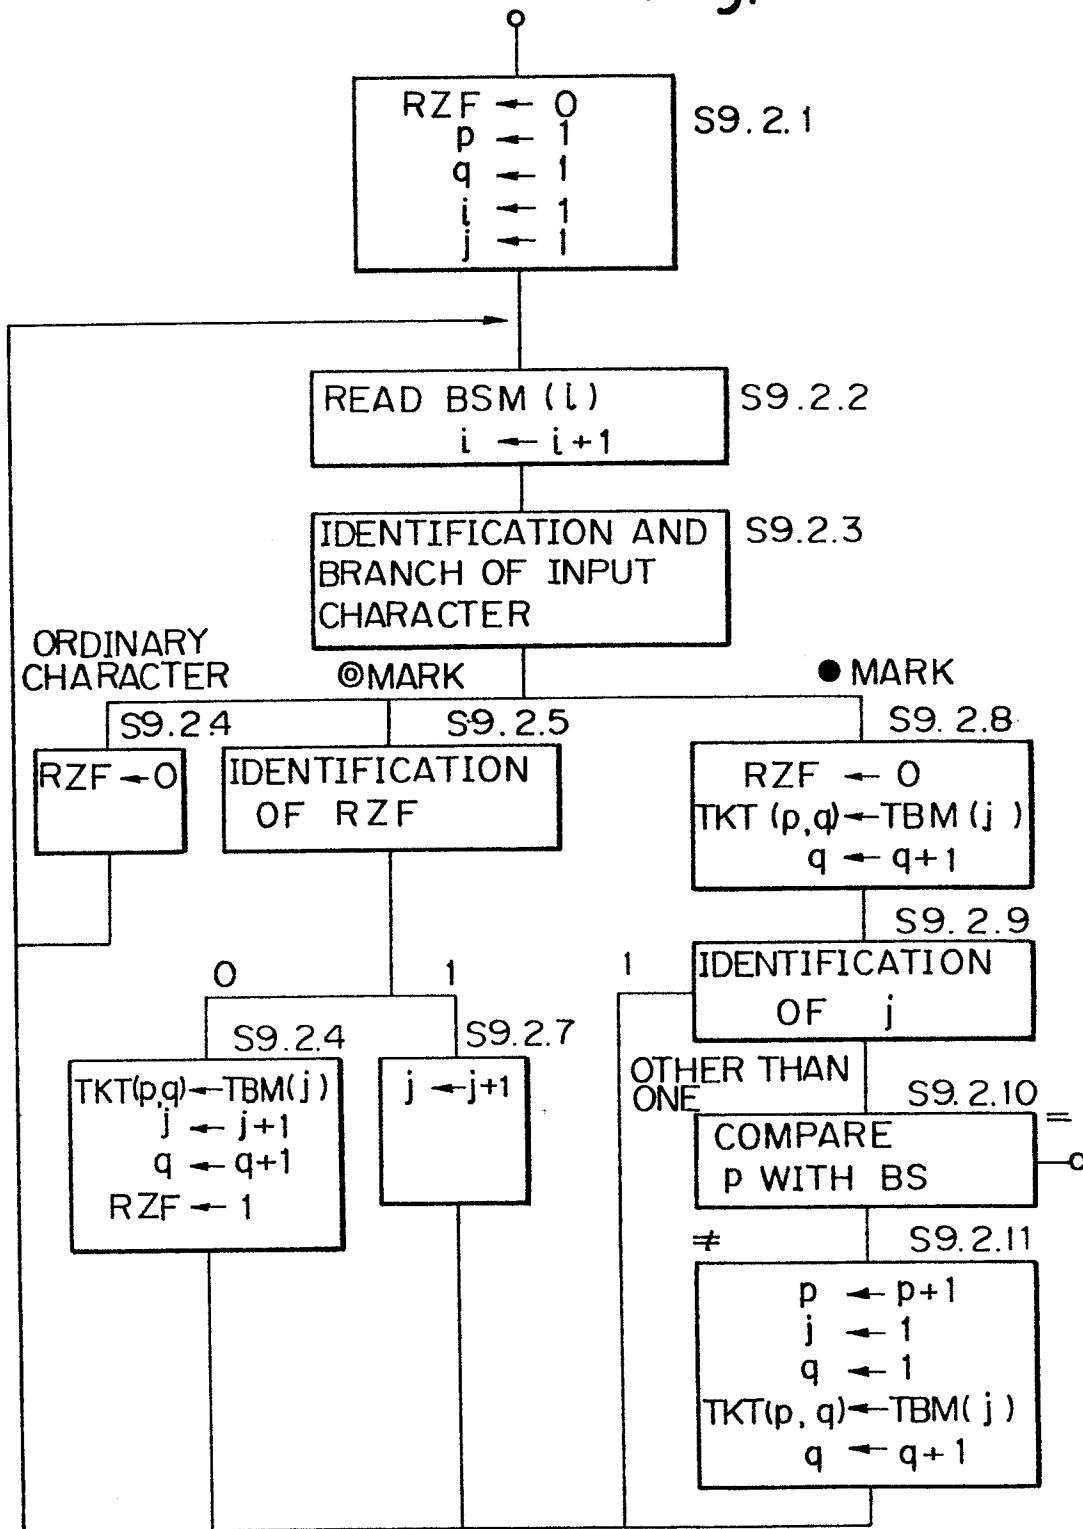 RZF ← 0
p ← 1
q ← 1
i ← 1
j ← 1
S9.2.1
READ BSM (i)
i ← i+1
S9.2.2
IDENTIFICATION AND
BRANCH OF INPUT
CHARACTER
S9.2.3
ORDINARY
CHARACTER
◎MARK
● MARK
S9.2.4
RZF ← 0
S9.2.5
IDENTIFICATION
OF RZF
S9.2.8
RZF ← 0
TKT (p,q) ← TBM (j)
q ← q+1
S9.2.9
IDENTIFICATION
OF j
0
1
1
S9.2.4
TKT(p,q) ← TBM(j)
j ← j+1
q ← q+1
RZF ← 1
S9.2.7
j ← j+1
OTHER THAN
ONE
S9.2.10
=
COMPARE
p WITH BS
≠
S9.2.11
p ← p+1
j ← 1
q ← 1
TKT(p, q) ← TBM( j )
q ← q+1